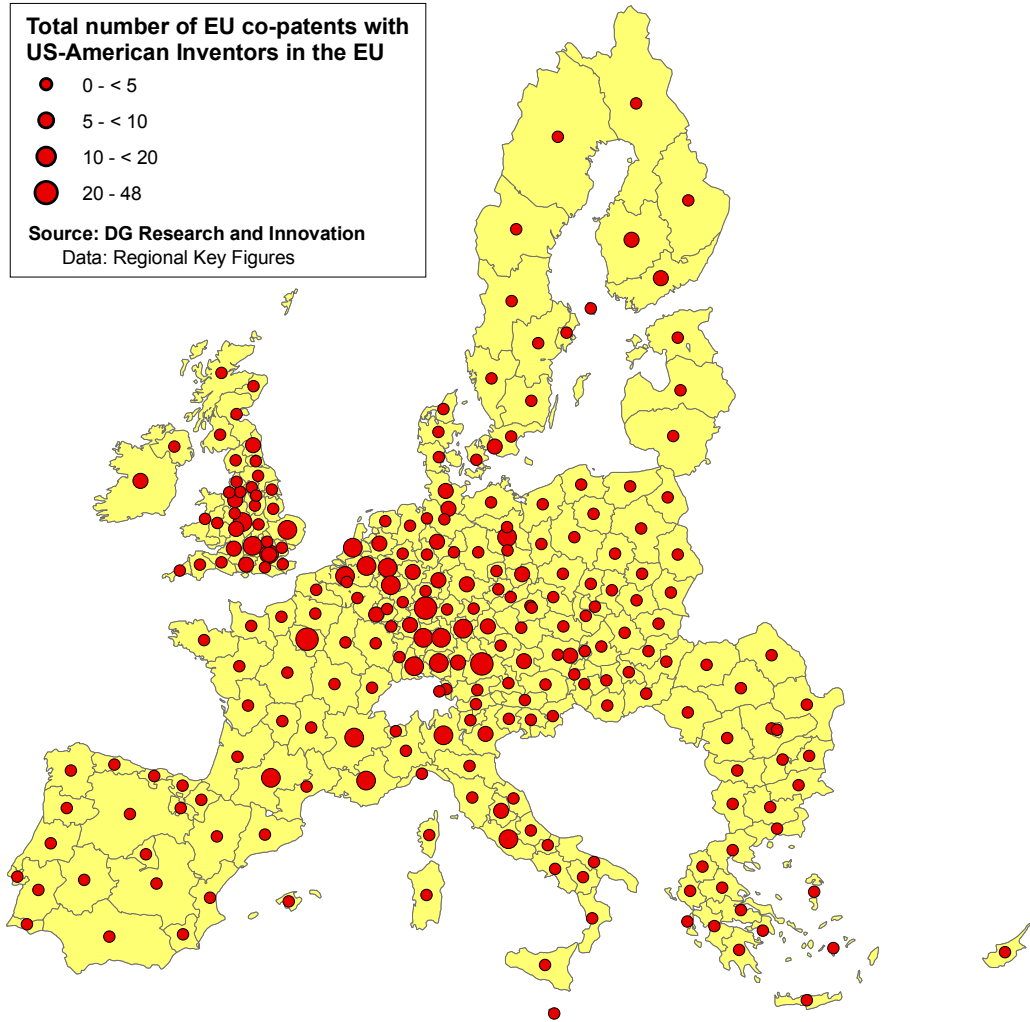 Total number of EU co-patents with
US-American Inventors in the EU
0 - < 5
5 - < 10
10 - < 20
20 - 48
Source: DG Research and Innovation
Data: Regional Key Figures